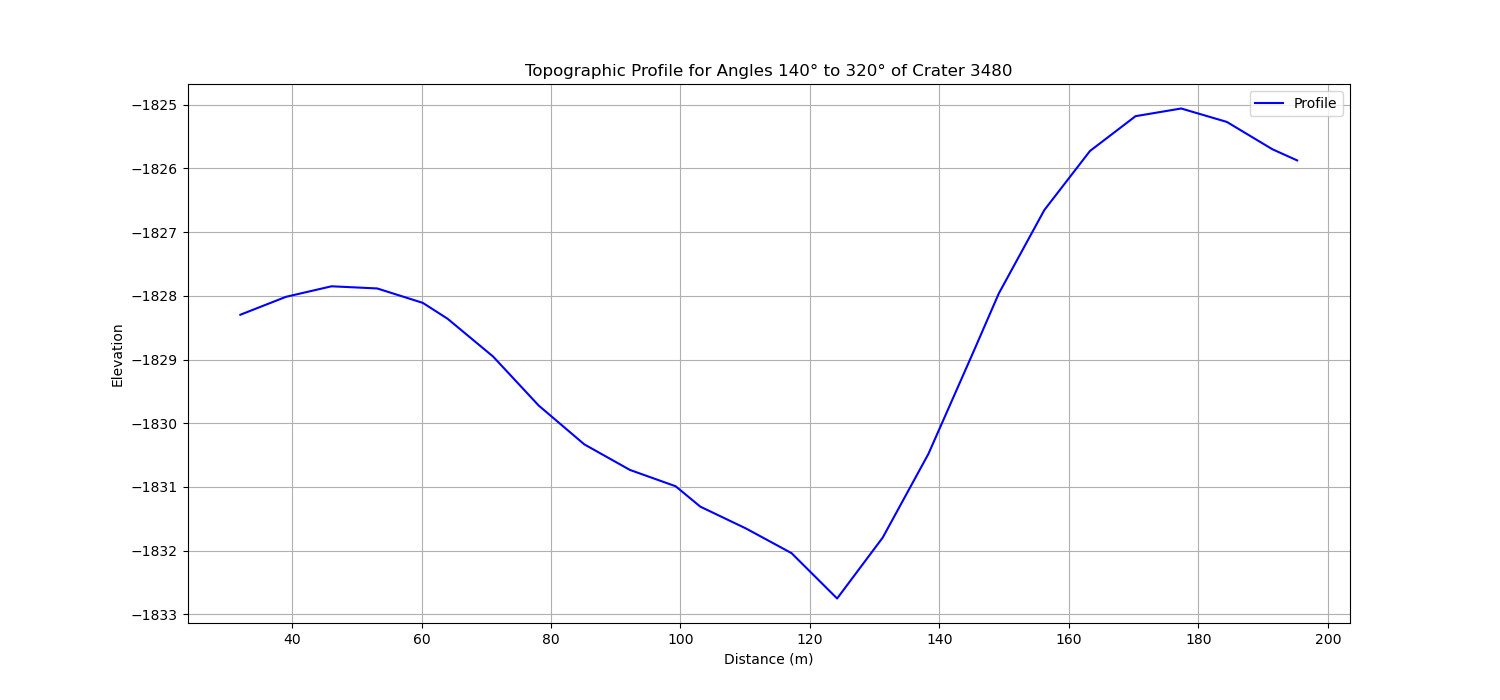 Topographic Profile for Angles 140° to 320° of Crater 3480
Profile
−1825
−1826
−1827
−1828
−1829
−1830
−1831
−1832
−1833
Elevation
40 60 80 100 120 140 160 180 200
Distance (m)